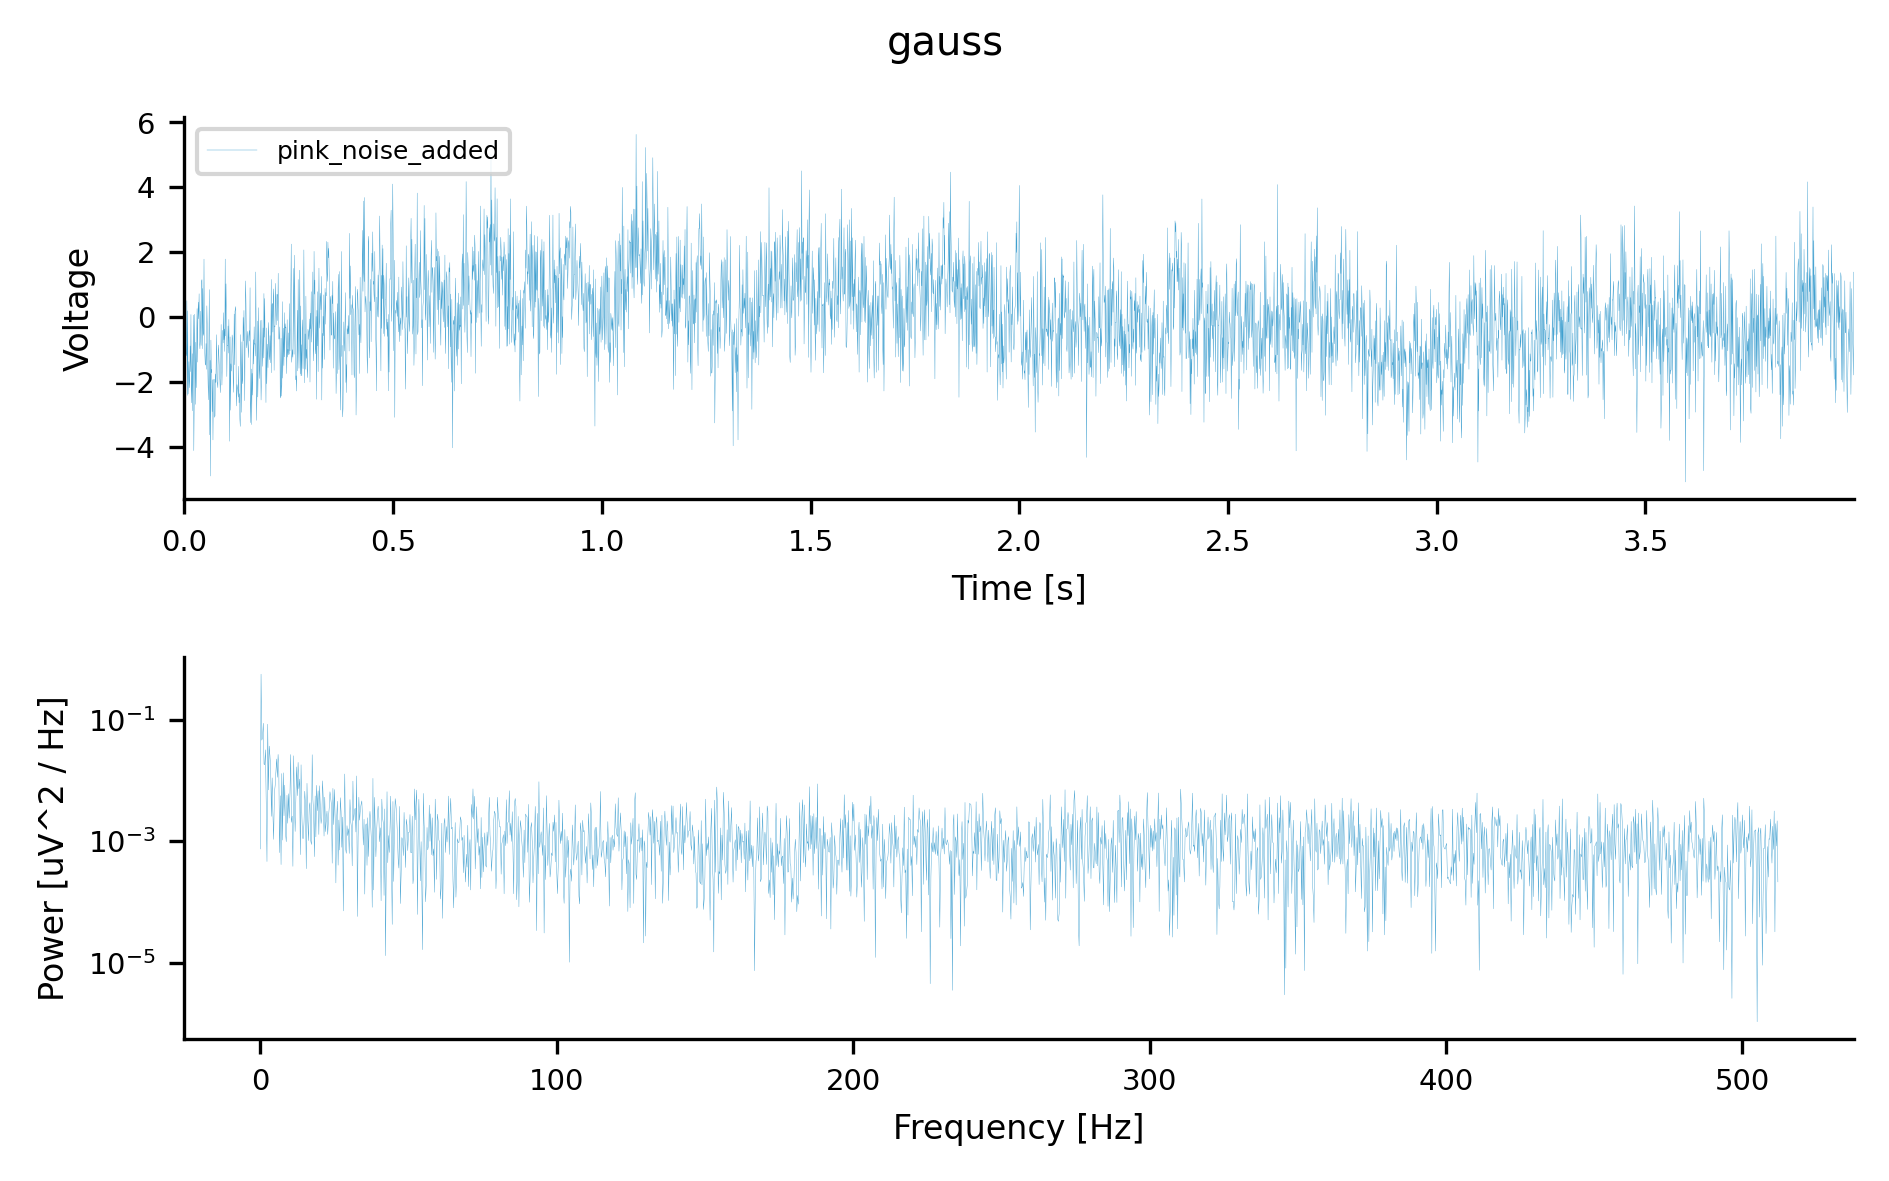 gauss
6
4
2
0
−2
−4
Voltage
pink_noise_added
0.0 0.5 1.0 1.5 2.0 2.5 3.0 3.5
Time [s]
10⁻¹
10⁻³
10⁻⁵
Power [uV^2 / Hz]
0 100 200 300 400 500
Frequency [Hz]